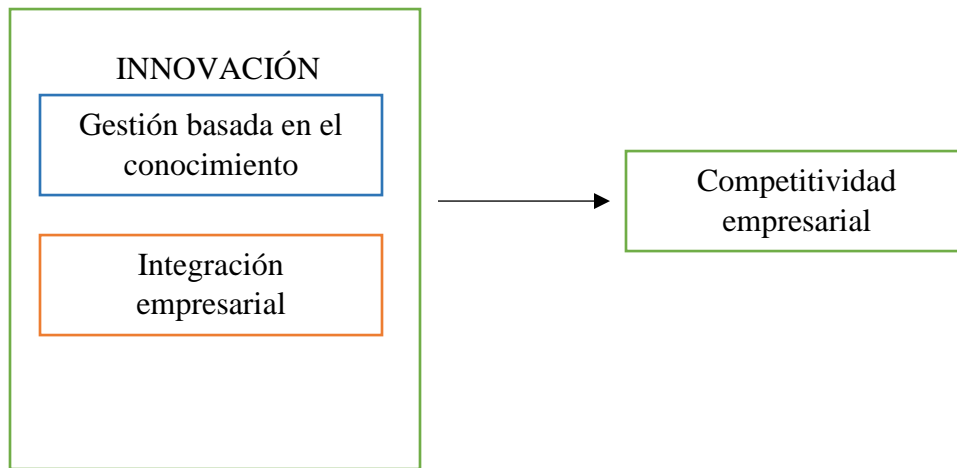 INNOVACIÓN
Gestión basada en el
conocimiento
Integración
empresarial
Competitividad
empresarial